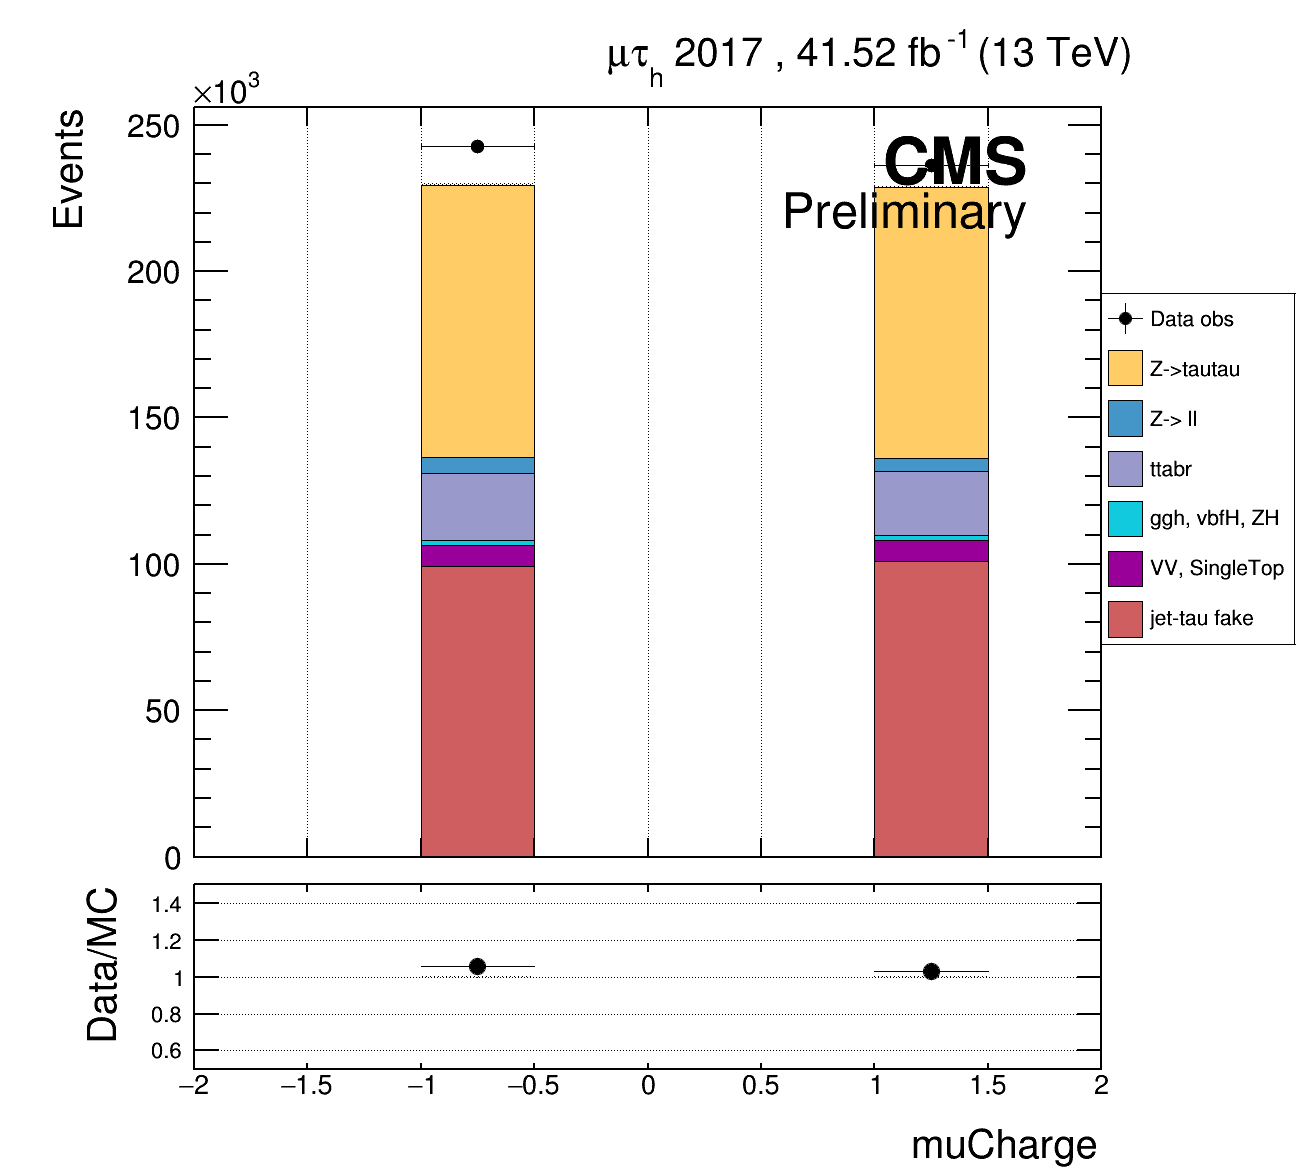 μτh 2017 , 41.52 fb-1 (13 TeV)
×103
Events
250
200
150
100
50
0
CMS
Preliminary
Data obs
Z->tautau
Z-> ll
ttabr
ggh, vbfH, ZH
VV, SingleTop
jet-tau fake
Data/MC
1.4
1.2
1
0.8
0.6
−2 −1.5 −1 −0.5 0 0.5 1 1.5 2
muCharge